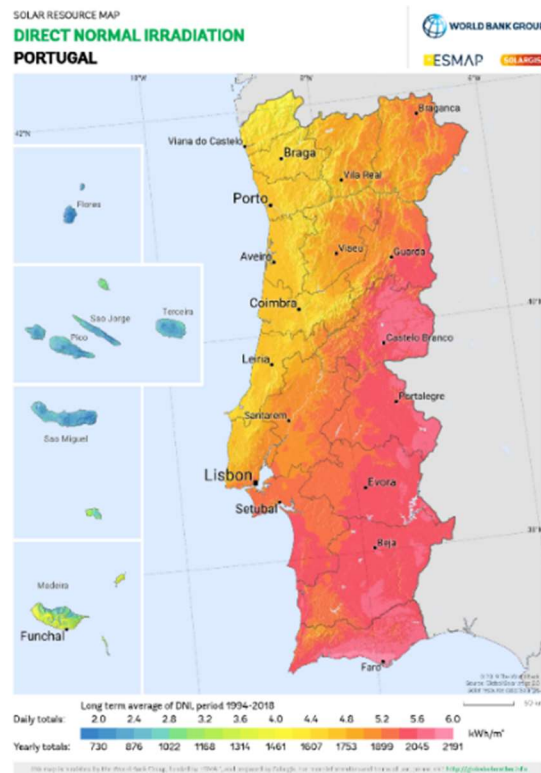 SOLAR RESOURCE MAP
DIRECT NORMAL IRRADIATION
PORTUGAL
WORLD BANK GROUP
ESMAP
SOLARGIS
42°N
Braganca
Viana do Castelo
Braga
Vila Real
Porto
Flores
Aveiro
Viseu
Guarda
Coimbra
Sao Jorge
Terceira
Pico
Castelo Branco
Leiria
Portalegre
Santarem
Sao Miguel
Lisbon
Evora
Setubal
Beja
Madeira
Funchal
Faro
Long term average of DNI, period 1994-2018
Daily totals: 2.0 2.4 2.8 3.2 3.6 4.0 4.4 4.8 5.2 5.6 6.0 kWh/m²
Yearly totals: 730 876 1022 1168 1314 1461 1607 1753 1899 2045 2191